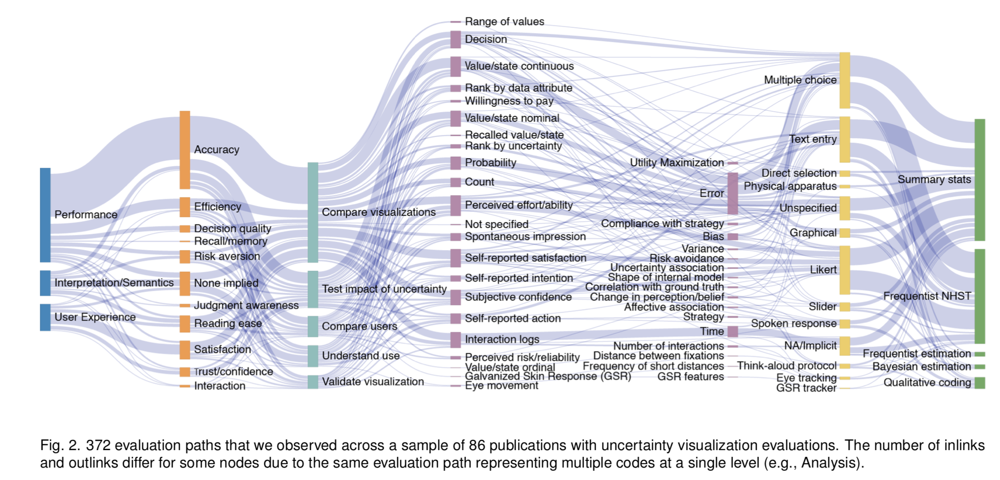 Performance
Interpretation/Semantics
User Experience
Accuracy
Efficiency
Decision quality
Recall/memory
Risk aversion
None implied
Judgment awareness
Reading ease
Satisfaction
Trust/confidence
Interaction
Compare visualizations
Test impact of uncertainty
Compare users
Understand use
Validate visualization
Range of values
Decision
Value/state continuous
Rank by data attribute
Willingness to pay
Value/state nominal
Recalled value/state
Rank by uncertainty
Probability
Count
Perceived effort/ability
Not specified
Spontaneous impression
Self-reported satisfaction
Self-reported intention
Subjective confidence
Self-reported action
Interaction logs
Perceived risk/reliability
Value/state ordinal
Galvanized Skin Response (GSR)
Eye movement
Utility Maximization
Error
Compliance with strategy
Bias
Variance
Risk avoidance
Uncertainty association
Shape of internal model
Correlation with ground truth
Change in perception/belief
Affective association
Strategy
Time
Number of interactions
Distance between fixations
Frequency of short distances
GSR features
Multiple choice
Text entry
Direct selection
Physical apparatus
Unspecified
Graphical
Likert
Slider
Spoken response
NA/Implicit
Think-aloud protocol
Eye tracking
GSR tracker
Summary stats
Frequentist NHST
Frequentist estimation
Bayesian estimation
Qualitative coding
Fig. 2. 372 evaluation paths that we observed across a sample of 86 publications with uncertainty visualization evaluations. The number of inlinks
and outlinks differ for some nodes due to the same evaluation path representing multiple codes at a single level (e.g., Analysis).